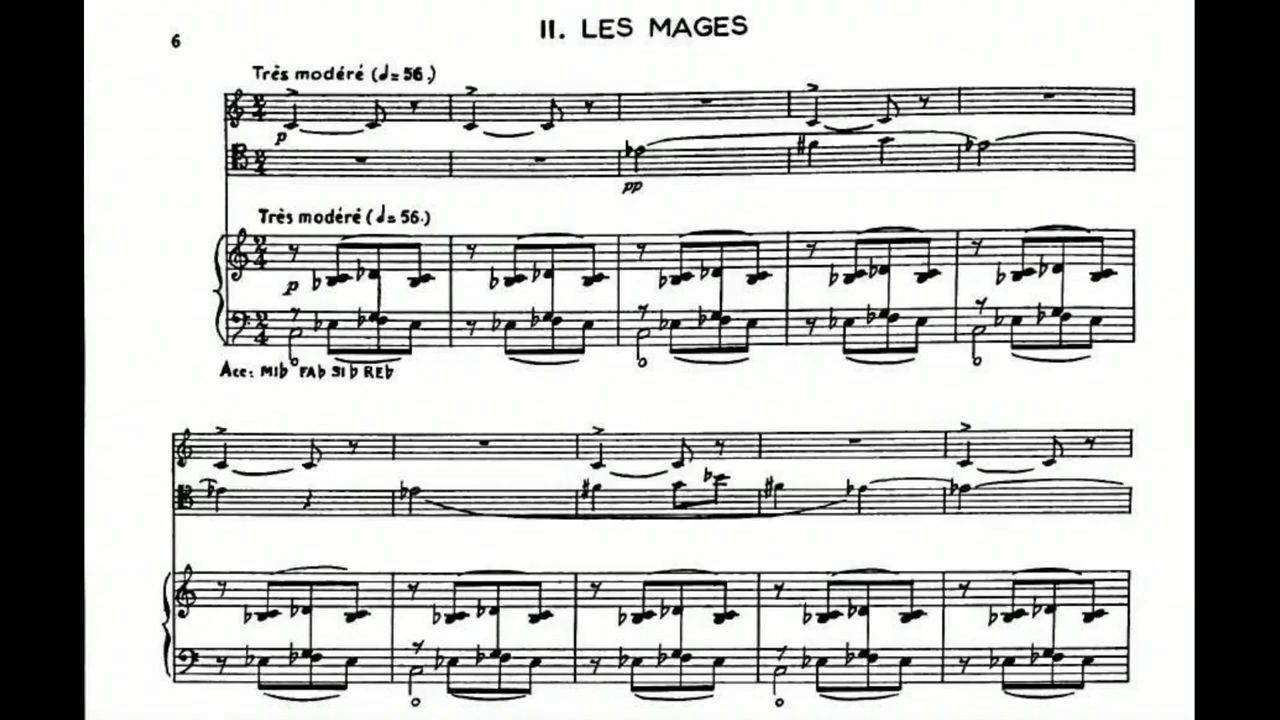 II. LES MAGES
6
Très modéré (♩=56.)
p
pp
Très modéré (♩=56.)
p
Acc: MI♭ FA♭ SI♭ RE♭